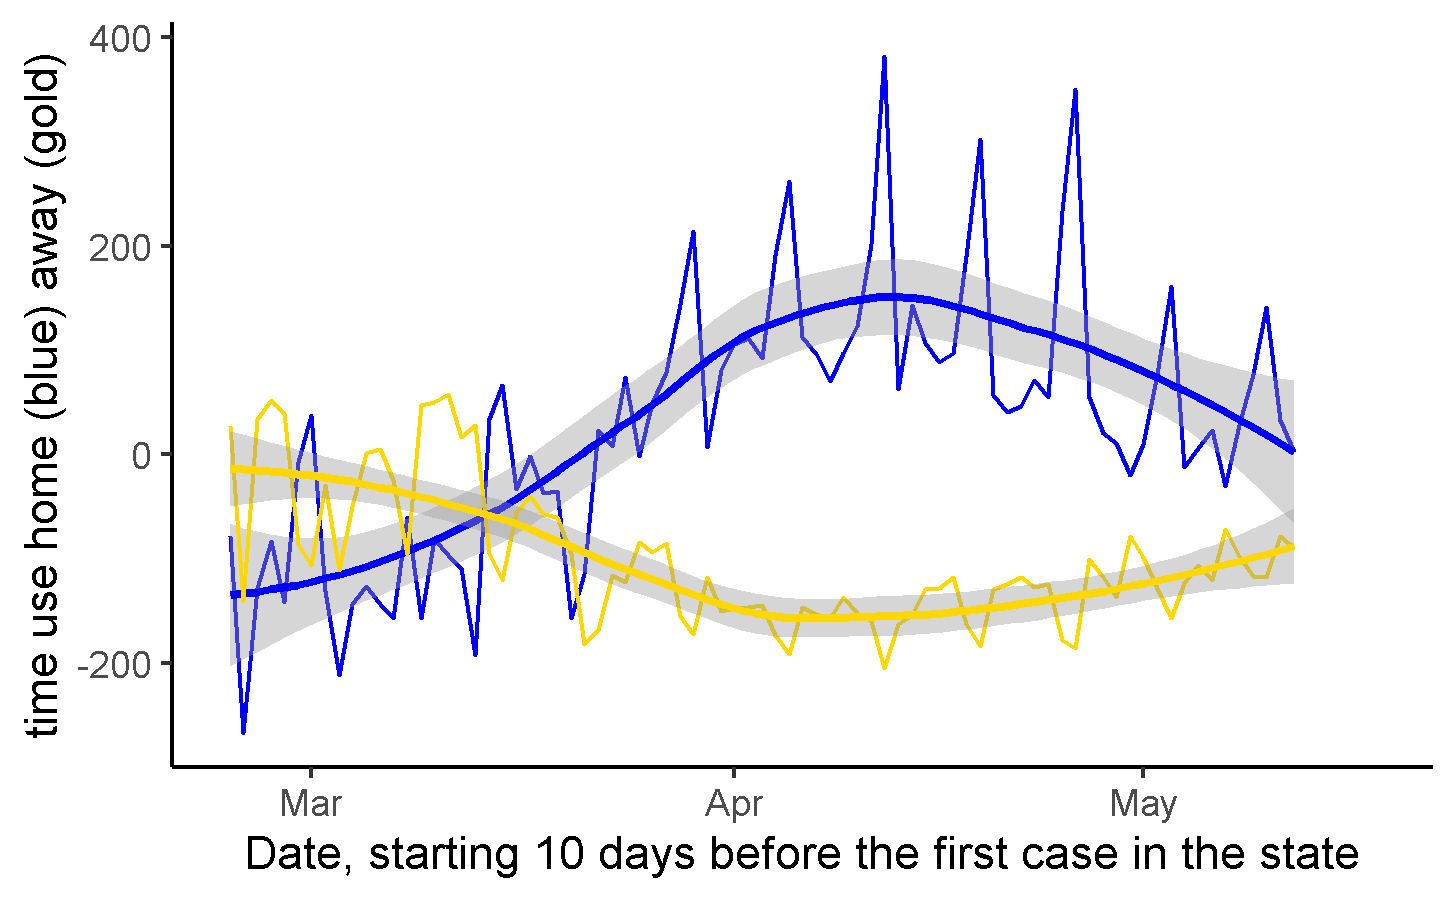 time use home (blue) away (gold)
400
200
0
-200
Mar Apr May
Date, starting 10 days before the first case in the state